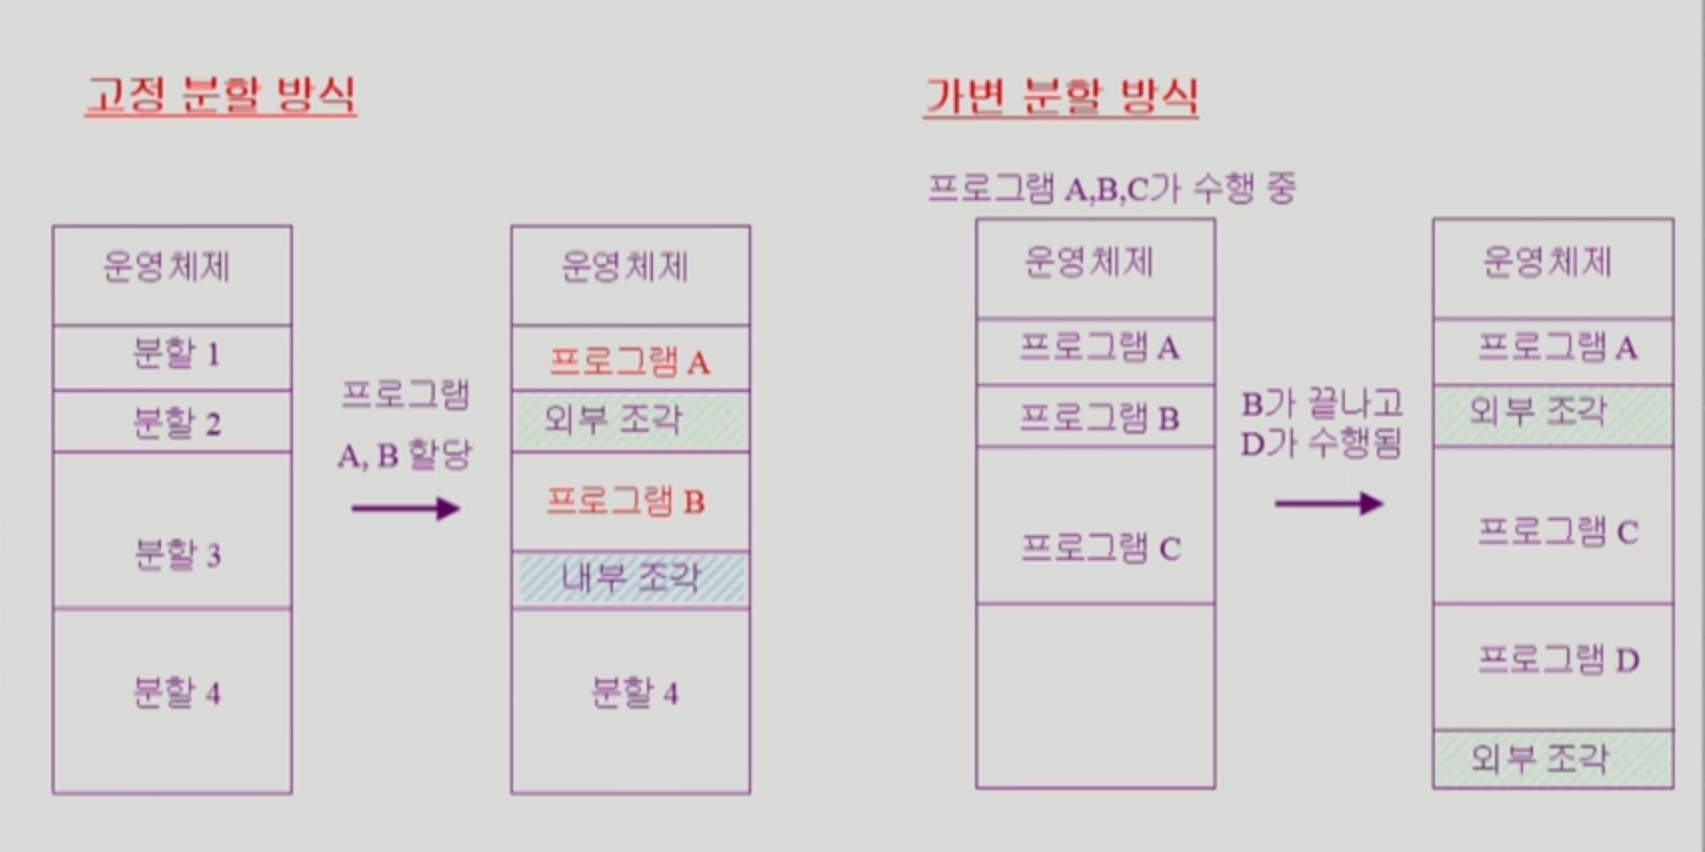 고정 분할 방식
운영체제
분할 1
분할 2
분할 3
분할 4
프로그램
A, B 할당
운영체제
프로그램 A
외부 조각
프로그램 B
내부 조각
분할 4
가변 분할 방식
프로그램 A,B,C가 수행 중
운영체제
프로그램 A
프로그램 B
프로그램 C
B가 끝나고
D가 수행됨
운영체제
프로그램 A
외부 조각
프로그램 C
프로그램 D
외부 조각